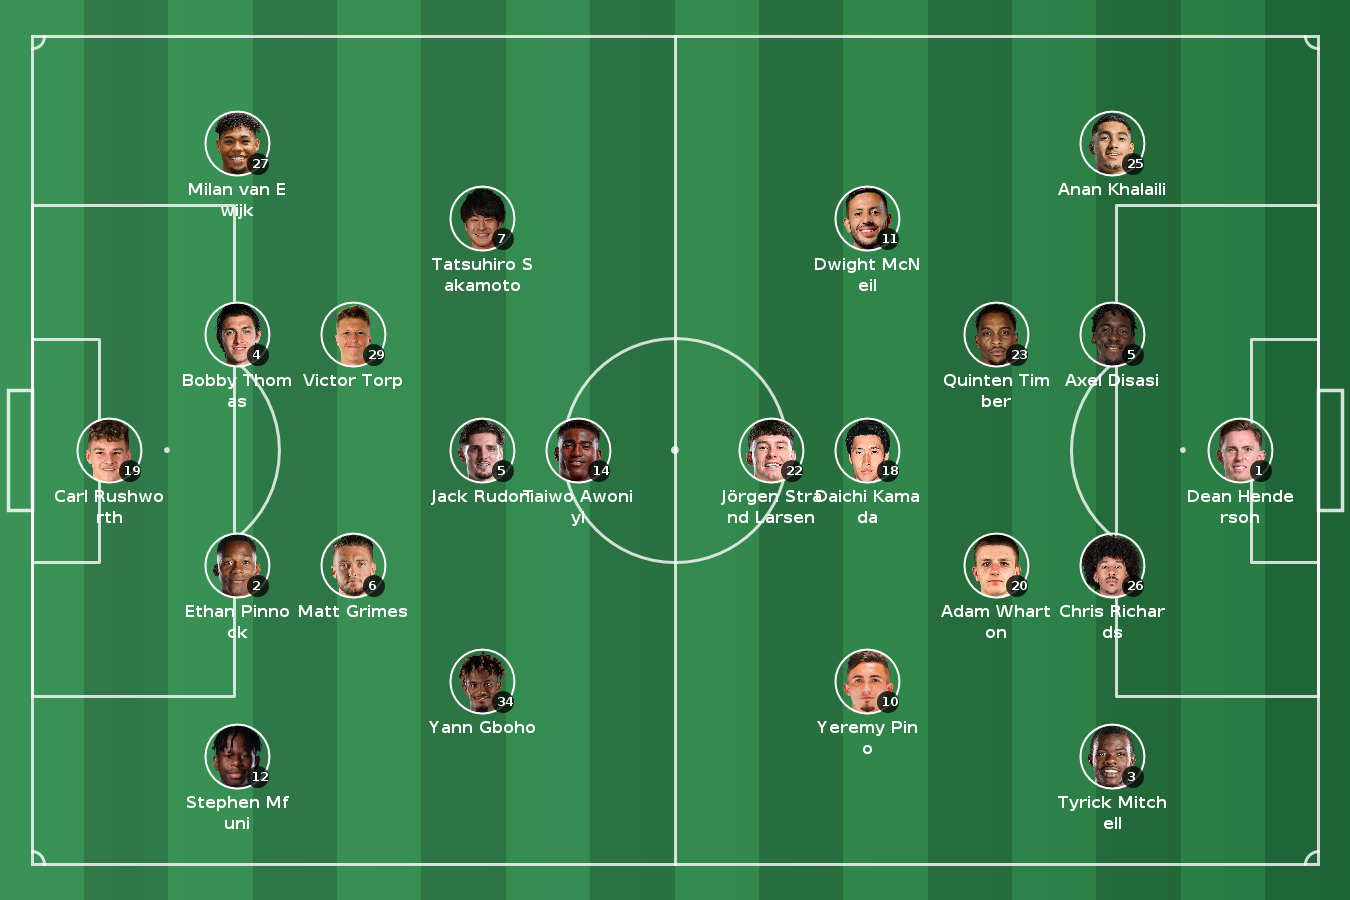 27
Milan van E
wijk
25
Anan Khalaili
7
Tatsuhiro S
akamoto
11
Dwight McN
eil
4
Bobby Thom
as
29
Victor Torp
23
Quinten Tim
ber
5
Axel Disasi
19
Carl Rushwo
rth
5
Jack Rudoni
14
Taiwo Awoni
yi
22
Jörgen Stra
nd Larsen
18
Daichi Kama
da
1
Dean Hende
rson
2
Ethan Pinno
ck
6
Matt Grimes
20
Adam Whart
on
26
Chris Richar
ds
34
Yann Gboho
10
Yeremy Pin
o
12
Stephen Mf
uni
3
Tyrick Mitch
ell